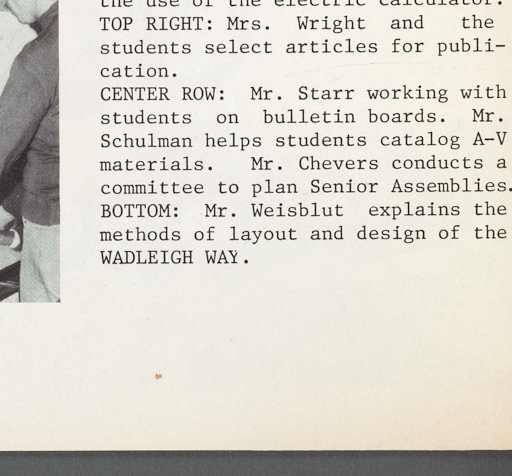 the use of the electric calculator.
TOP RIGHT: Mrs. Wright and the
students select articles for publi-
cation.
CENTER ROW: Mr. Starr working with
students on bulletin boards. Mr.
Schulman helps students catalog A-V
materials. Mr. Chevers conducts a
committee to plan Senior Assemblies.
BOTTOM: Mr. Weisblut explains the
methods of layout and design of the
WADLEIGH WAY.